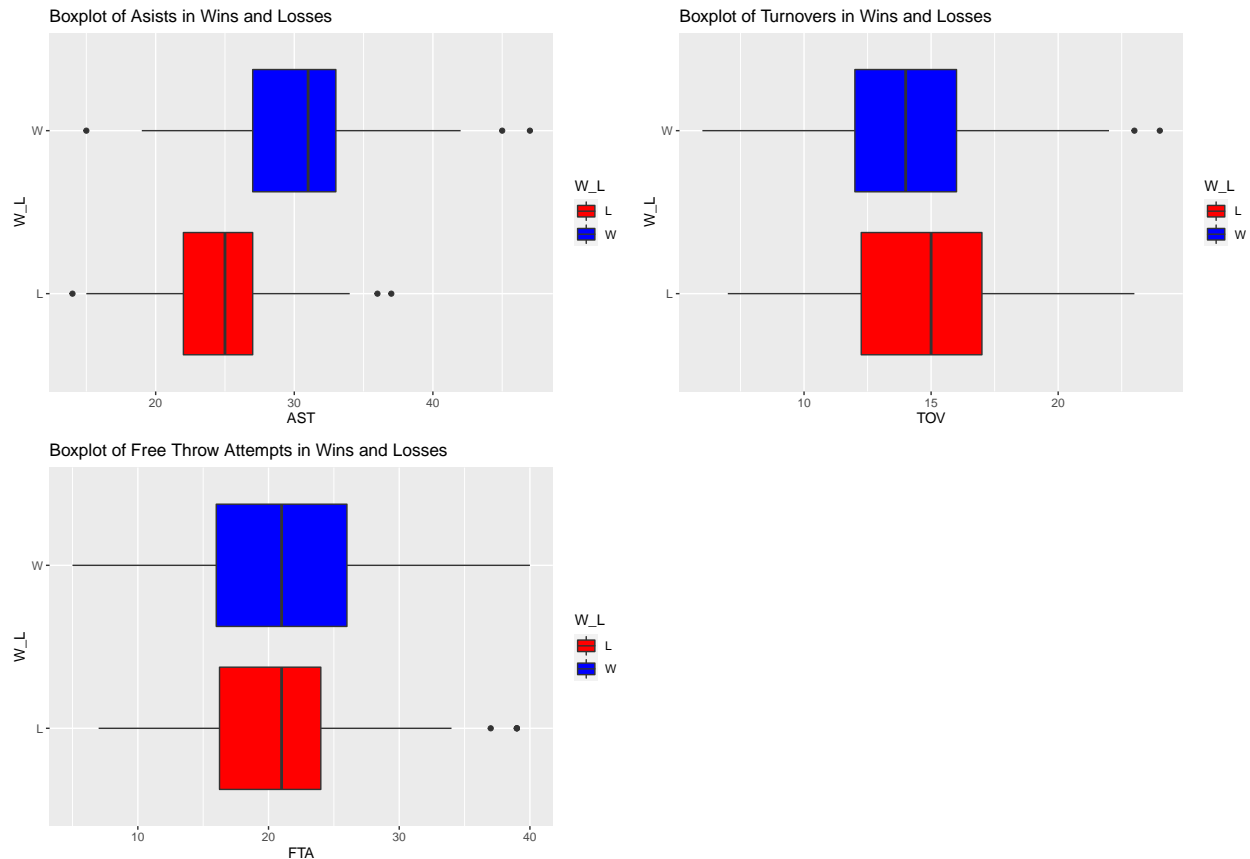 Boxplot of Asists in Wins and Losses
W
L
W_L
20 30 40
AST
W_L
L
W
Boxplot of Turnovers in Wins and Losses
W
L
W_L
10 15 20
TOV
W_L
L
W
Boxplot of Free Throw Attempts in Wins and Losses
W
L
W_L
10 20 30 40
FTA
W_L
L
W